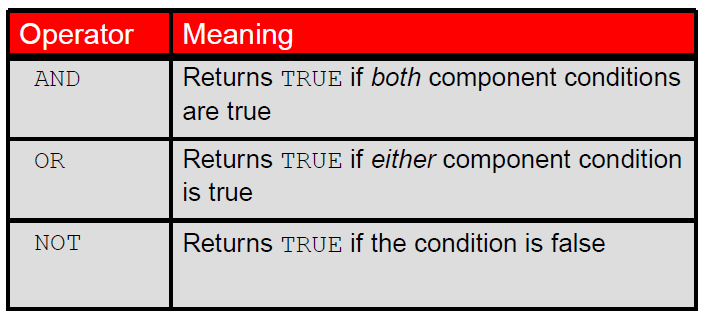 Operator Meaning
AND Returns TRUE if both component conditions
are true
OR Returns TRUE if either component condition
is true
NOT Returns TRUE if the condition is false